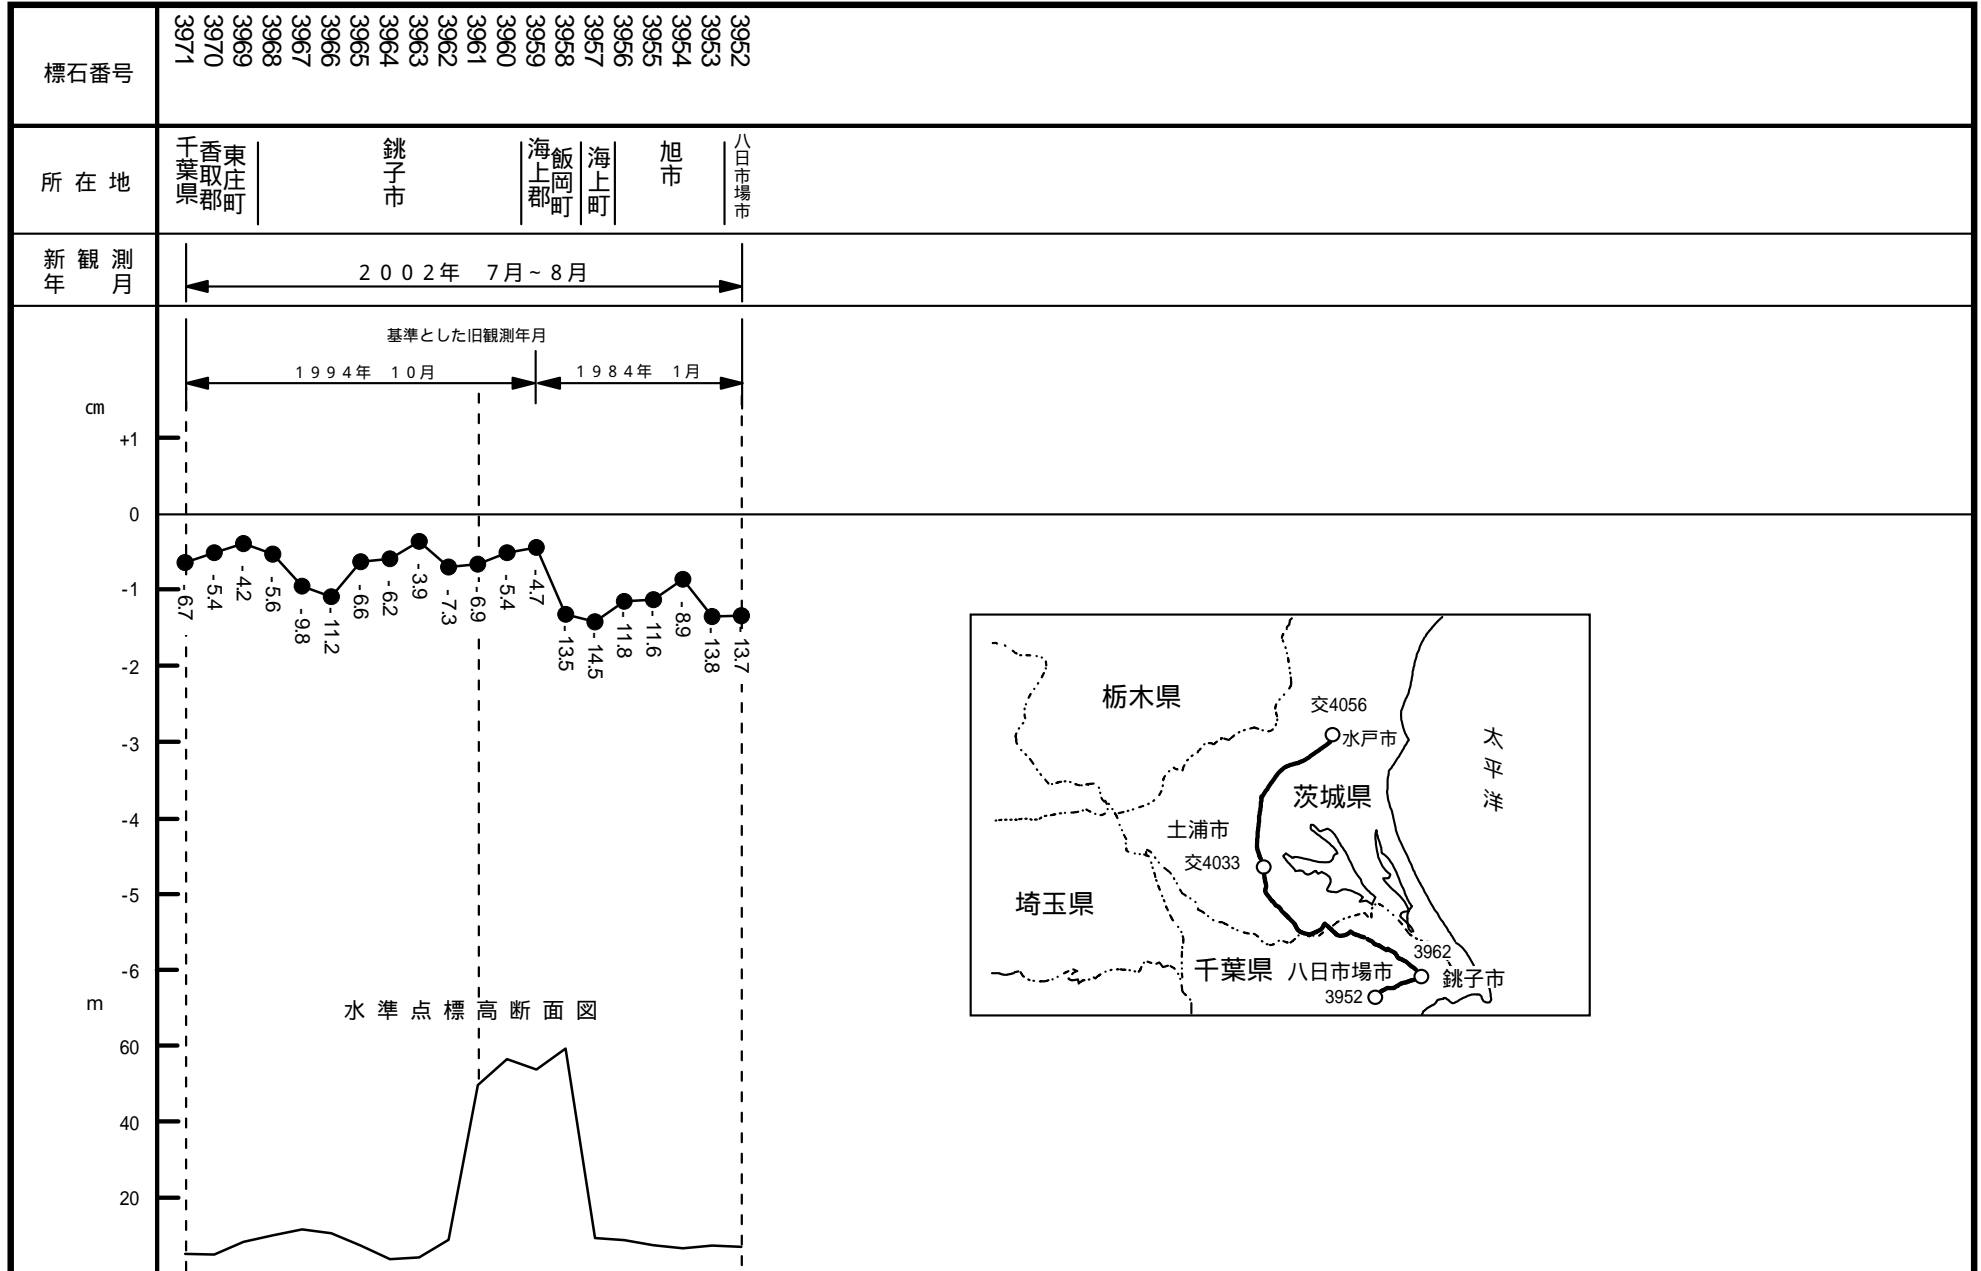 標石番号
3971
3970
3969
3968
3967
3966
3965
3964
3963
3962
3961
3960
3959
3958
3957
3956
3955
3954
3953
3952
所在地
千葉県
香取郡
東庄町
銚子市
海上郡
飯岡町
海上町
旭市
八日市場市
新観測
年 月
2002年 7月~8月
基準とした旧観測年月
1994年 10月
1984年 1月
cm
+1
0
-1
-2
-3
-4
-5
-6
-6.7
-5.4
-4.2
-5.6
-9.8
-11.2
-6.6
-6.2
-3.9
-7.3
-6.9
-5.4
-4.7
-13.5
-14.5
-11.8
-11.6
-8.9
-13.8
-13.7
m
水準点標高断面図
60
40
20
栃木県
交4056
水戸市
太平洋
茨城県
土浦市
交4033
埼玉県
3962
千葉県
八日市場市
銚子市
3952